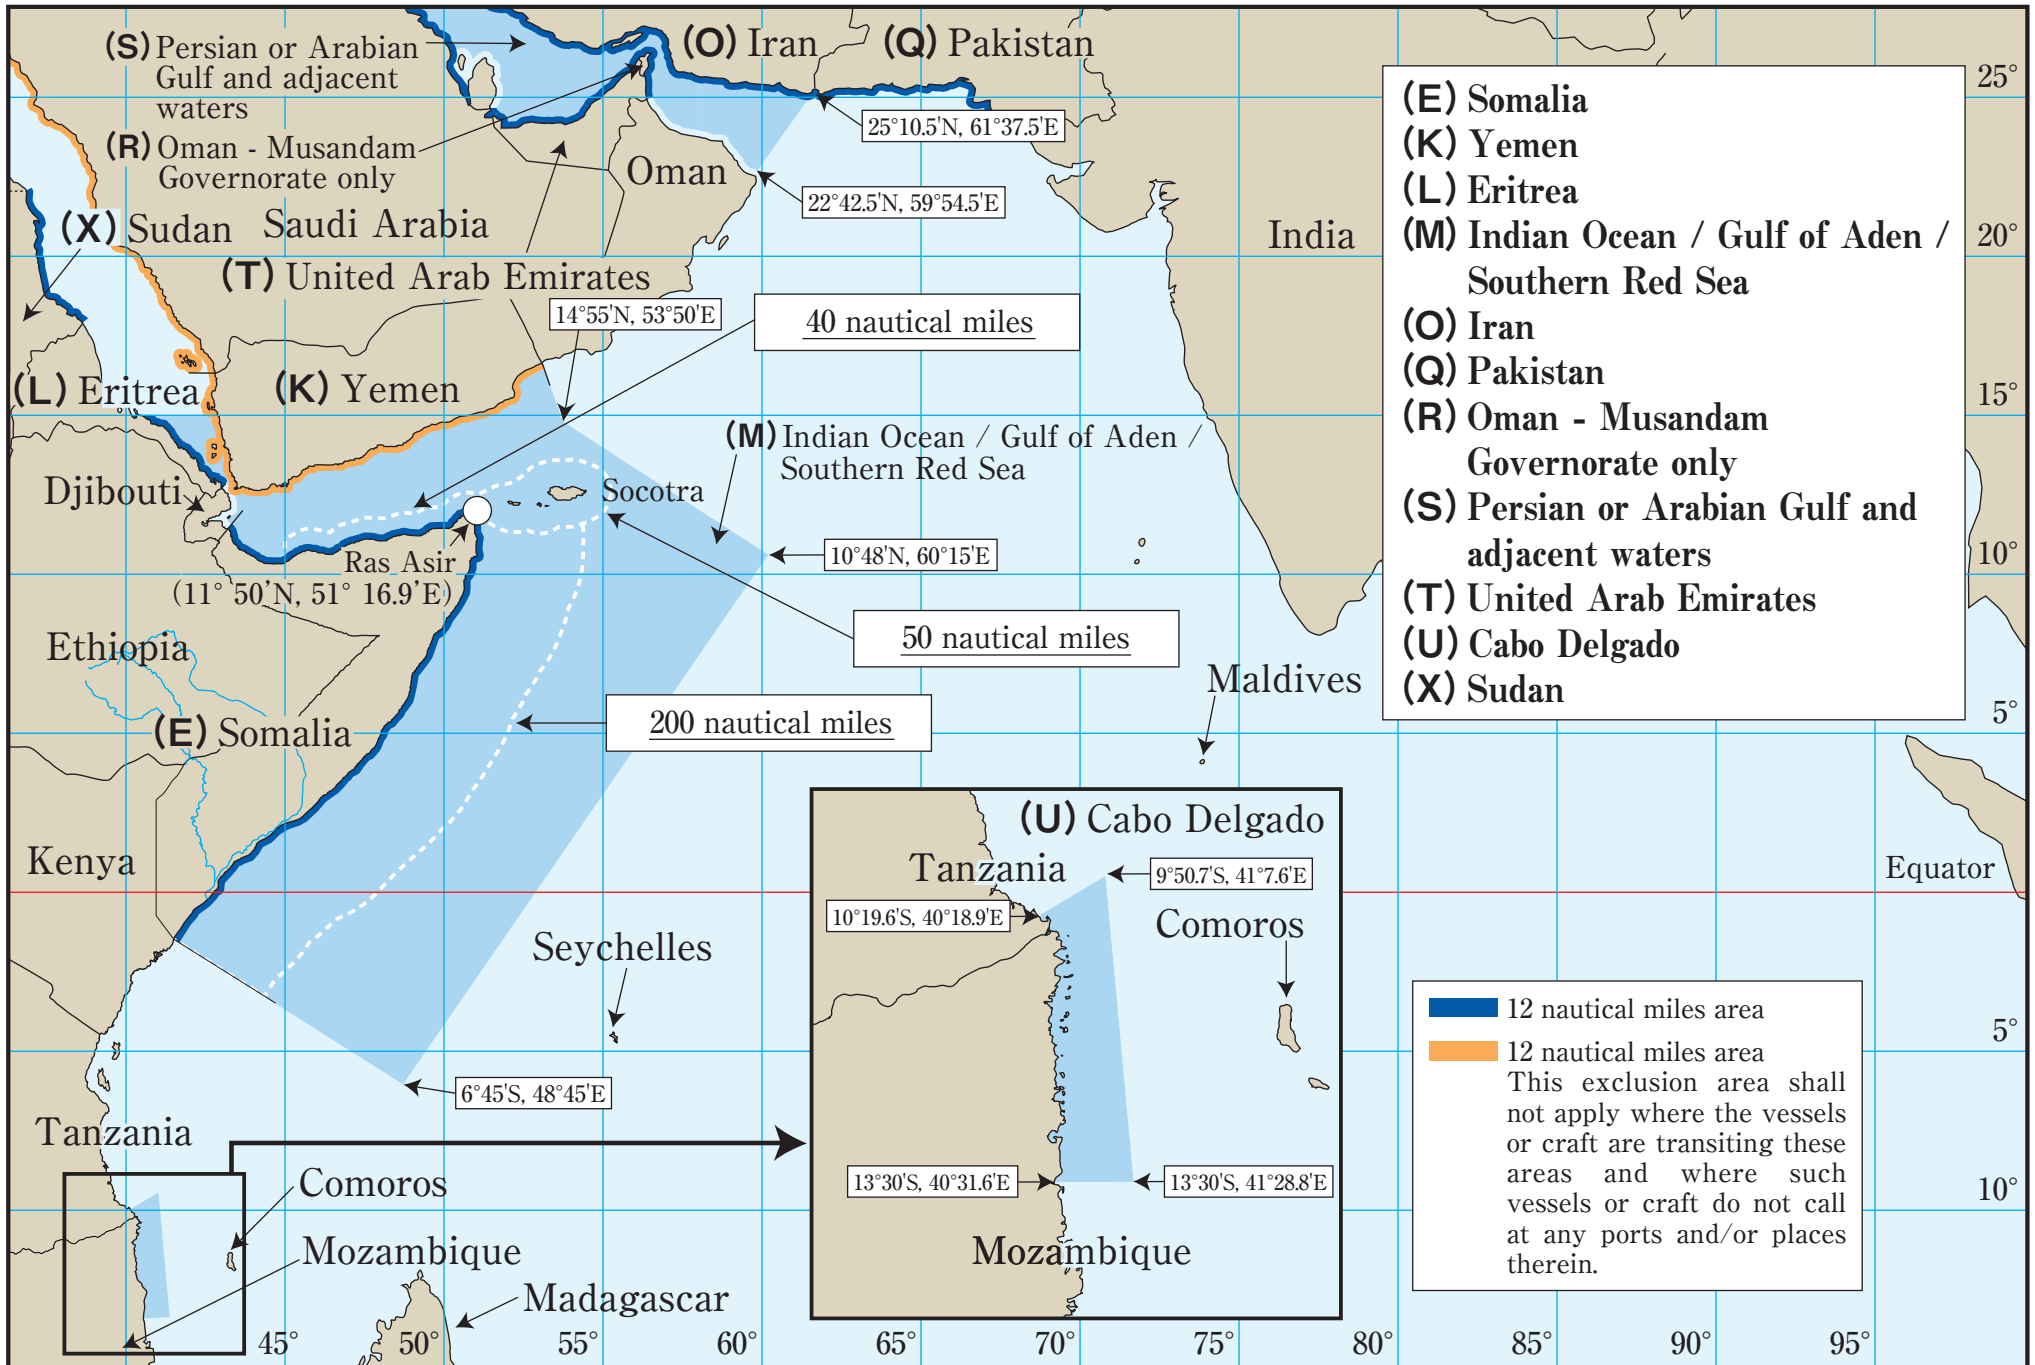 (S) Persian or Arabian
Gulf and adjacent
waters
(R) Oman - Musandam
Governorate only
(O) Iran
(Q) Pakistan
25°10.5'N, 61°37.5'E
Oman
22°42.5'N, 59°54.5'E
(X) Sudan
Saudi Arabia
India
(T) United Arab Emirates
14°55'N, 53°50'E
40 nautical miles
(L) Eritrea
(K) Yemen
(M) Indian Ocean / Gulf of Aden /
Southern Red Sea
Djibouti
Socotra
Ras Asir
(11° 50'N, 51° 16.9'E)
10°48'N, 60°15'E
50 nautical miles
Ethiopia
Maldives
(E) Somalia
200 nautical miles
Kenya
Equator
Seychelles
6°45'S, 48°45'E
Tanzania
Comoros
Mozambique
Madagascar
(U) Cabo Delgado
Tanzania
9°50.7'S, 41°7.6'E
10°19.6'S, 40°18.9'E
Comoros
13°30'S, 40°31.6'E
13°30'S, 41°28.8'E
Mozambique
(E) Somalia
(K) Yemen
(L) Eritrea
(M) Indian Ocean / Gulf of Aden /
Southern Red Sea
(O) Iran
(Q) Pakistan
(R) Oman - Musandam
Governorate only
(S) Persian or Arabian Gulf and
adjacent waters
(T) United Arab Emirates
(U) Cabo Delgado
(X) Sudan
12 nautical miles area
12 nautical miles area
This exclusion area shall
not apply where the vessels
or craft are transiting these
areas and where such
vessels or craft do not call
at any ports and/or places
therein.
25°
20°
15°
10°
5°
5°
10°
45° 50° 55° 60° 65° 70° 75° 80° 85° 90° 95°